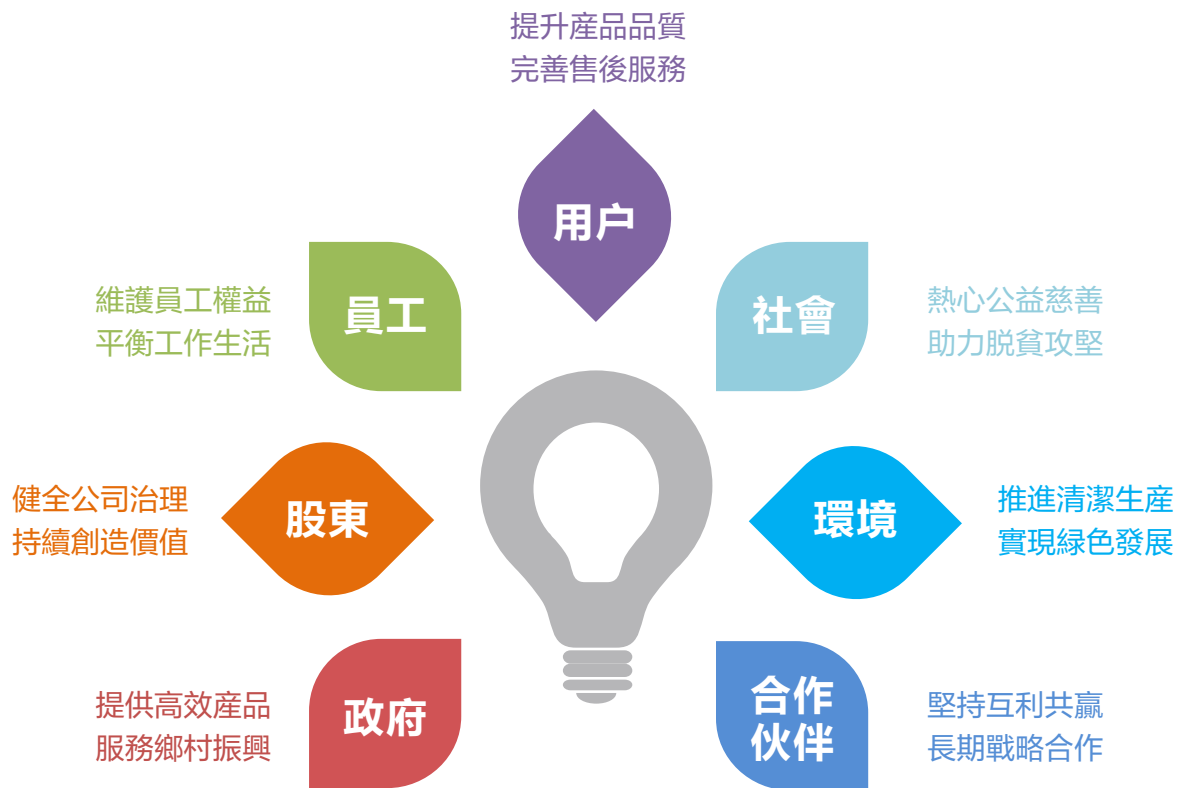 提升産品品質
完善售後服務
用户
員工
維護員工權益
平衡工作生活
社會
熱心公益慈善
助力脱貧攻堅
健全公司治理
持續創造價值
股東
環境
推進清潔生産
實現緑色發展
提供高效産品
服務鄉村振興
政府
合作
伙伴
堅持互利共贏
長期戰略合作